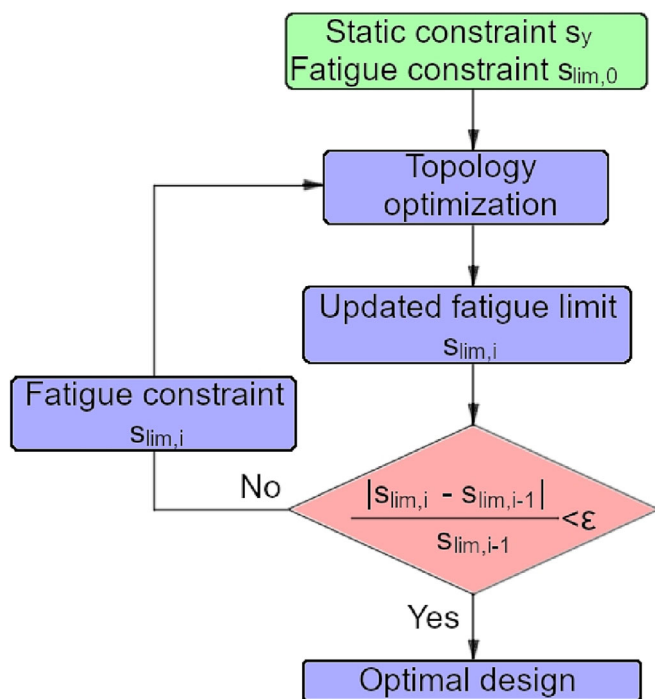 Static constraint sy
Fatigue constraint slim,0
Topology
optimization
Updated fatigue limit
slim,i
Fatigue constraint
slim,i
No
|slim,i - slim,i-1|
slim,i-1
<ε
Yes
Optimal design